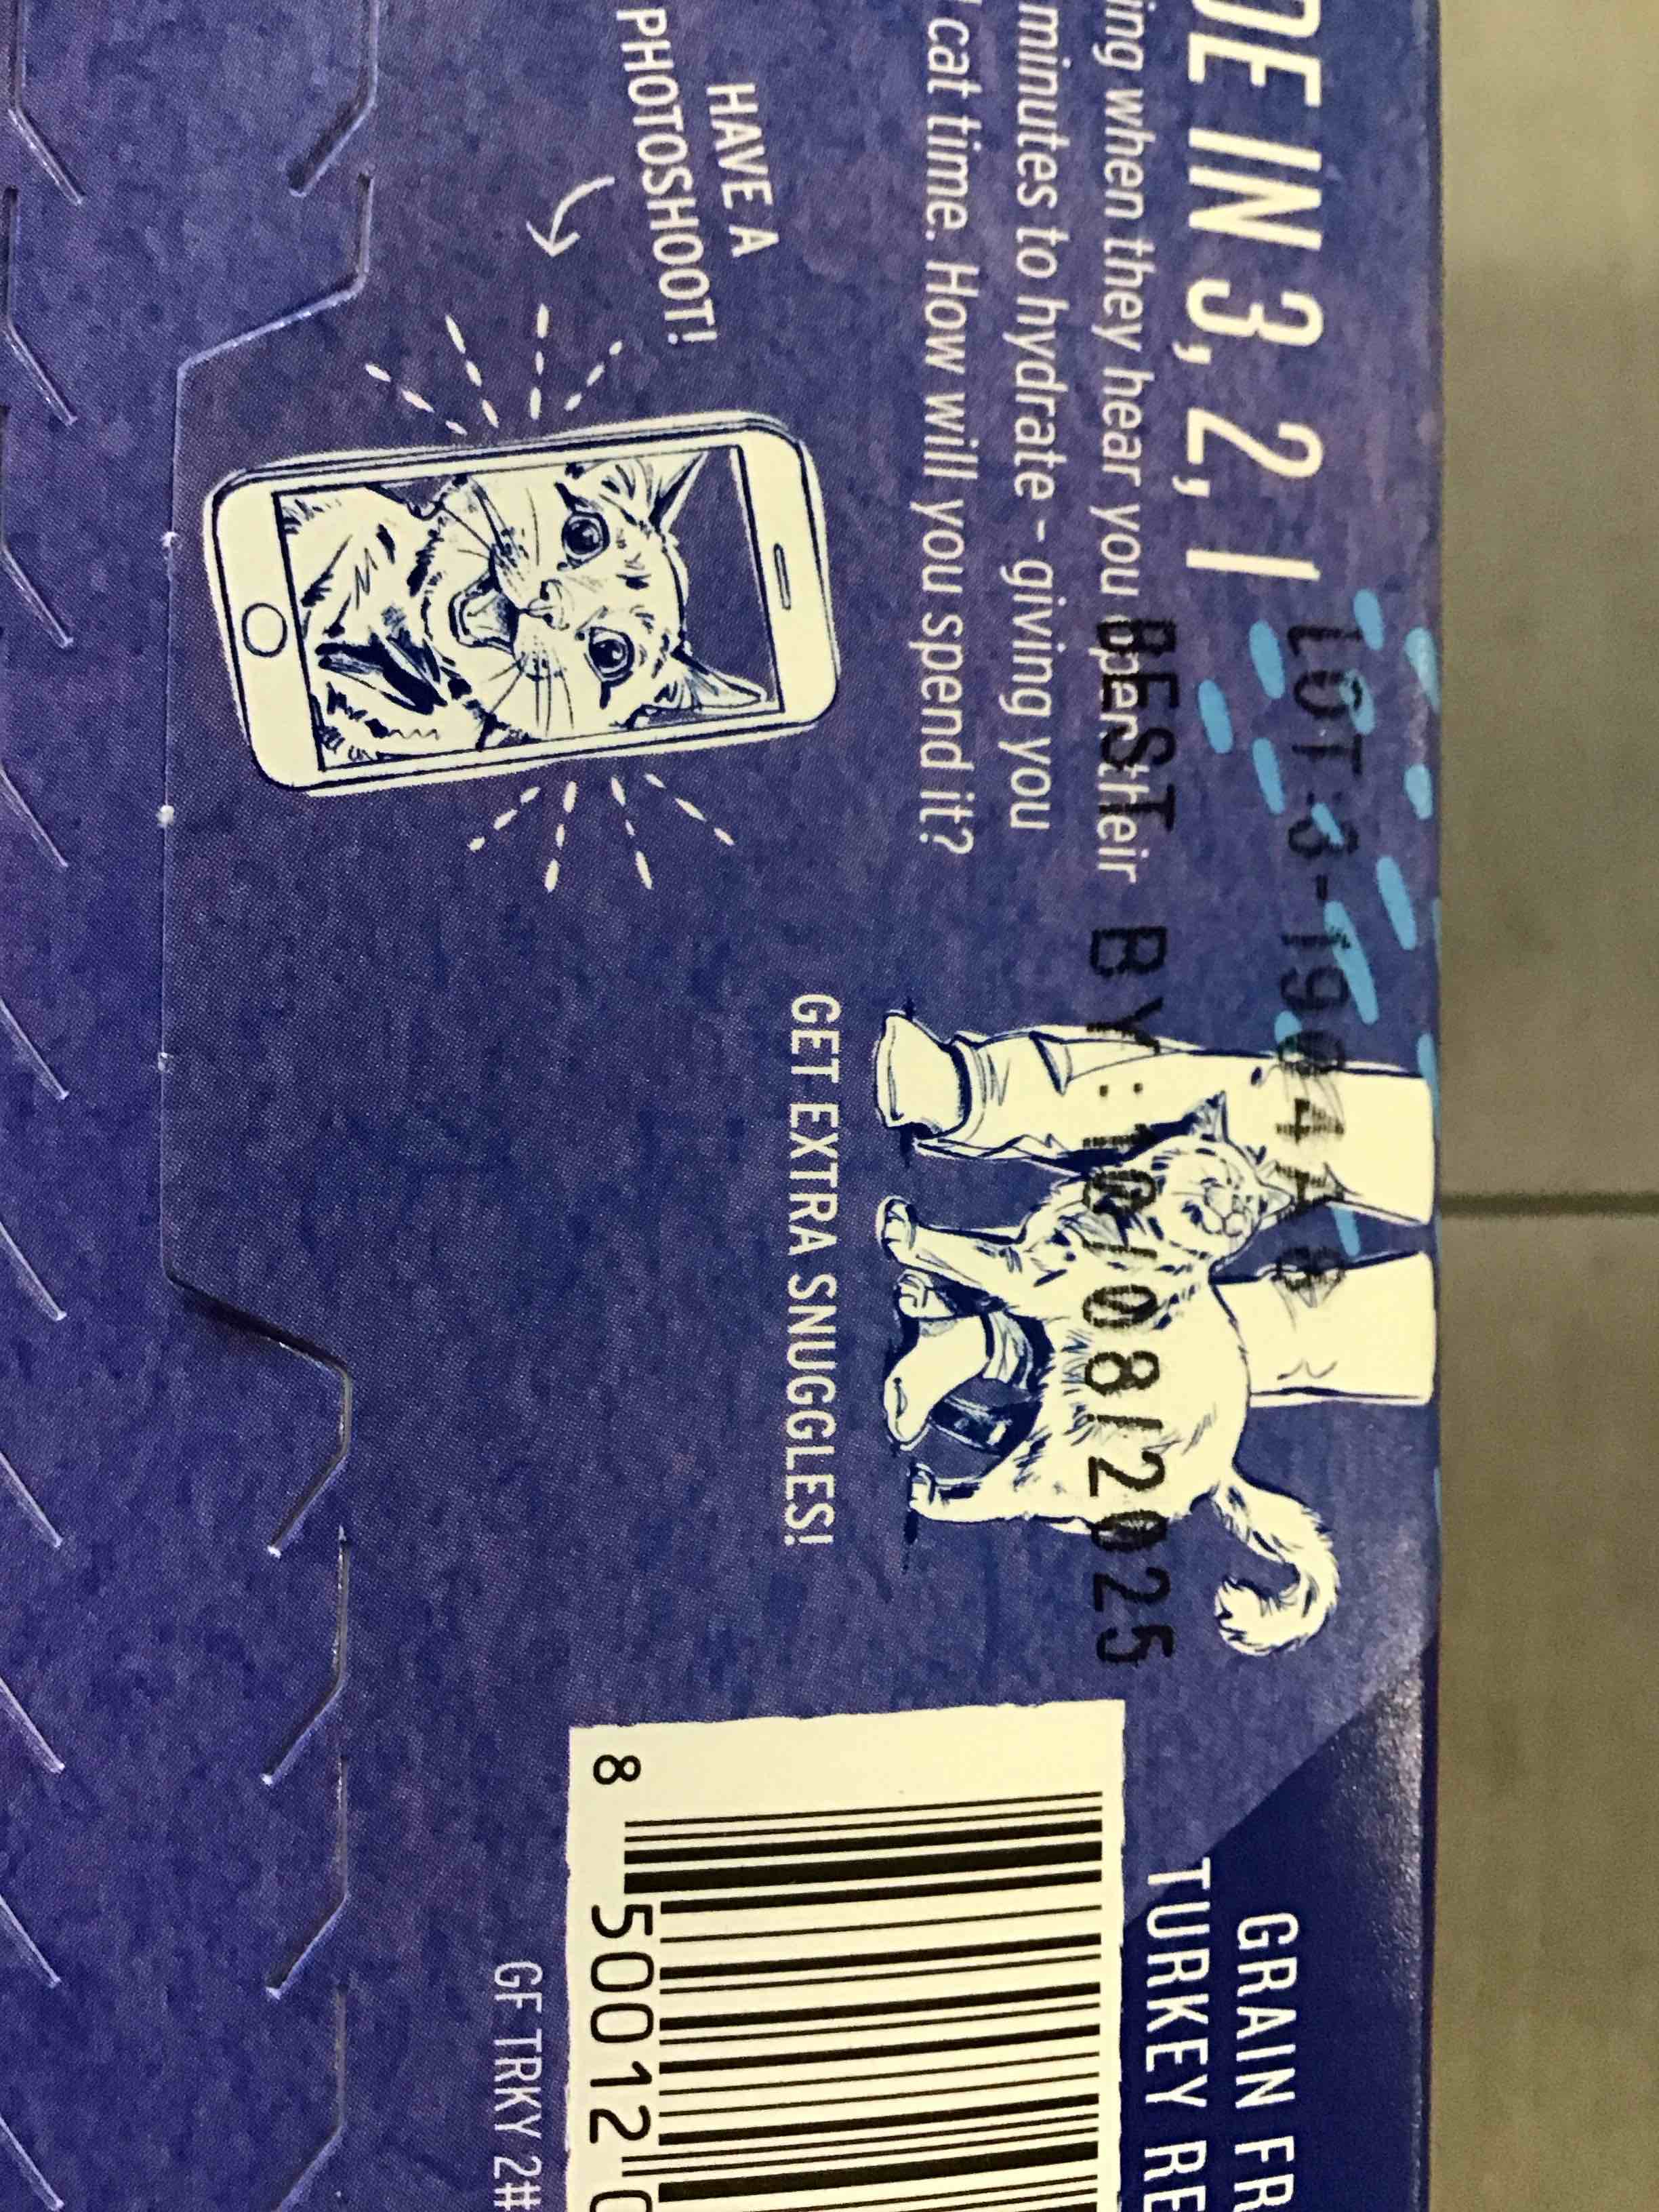 DE IN 3, 2, 1
ing when they hear you open their
minutes to hydrate - giving you
cat time. How will you spend it?
LOT
BEST BY: 10/08/2025
HAVE A
PHOTOSHOOT!
GET EXTRA SNUGGLES!
GRAIN FR
TURKEY RE
8 50012 0
GF TRKY 2#